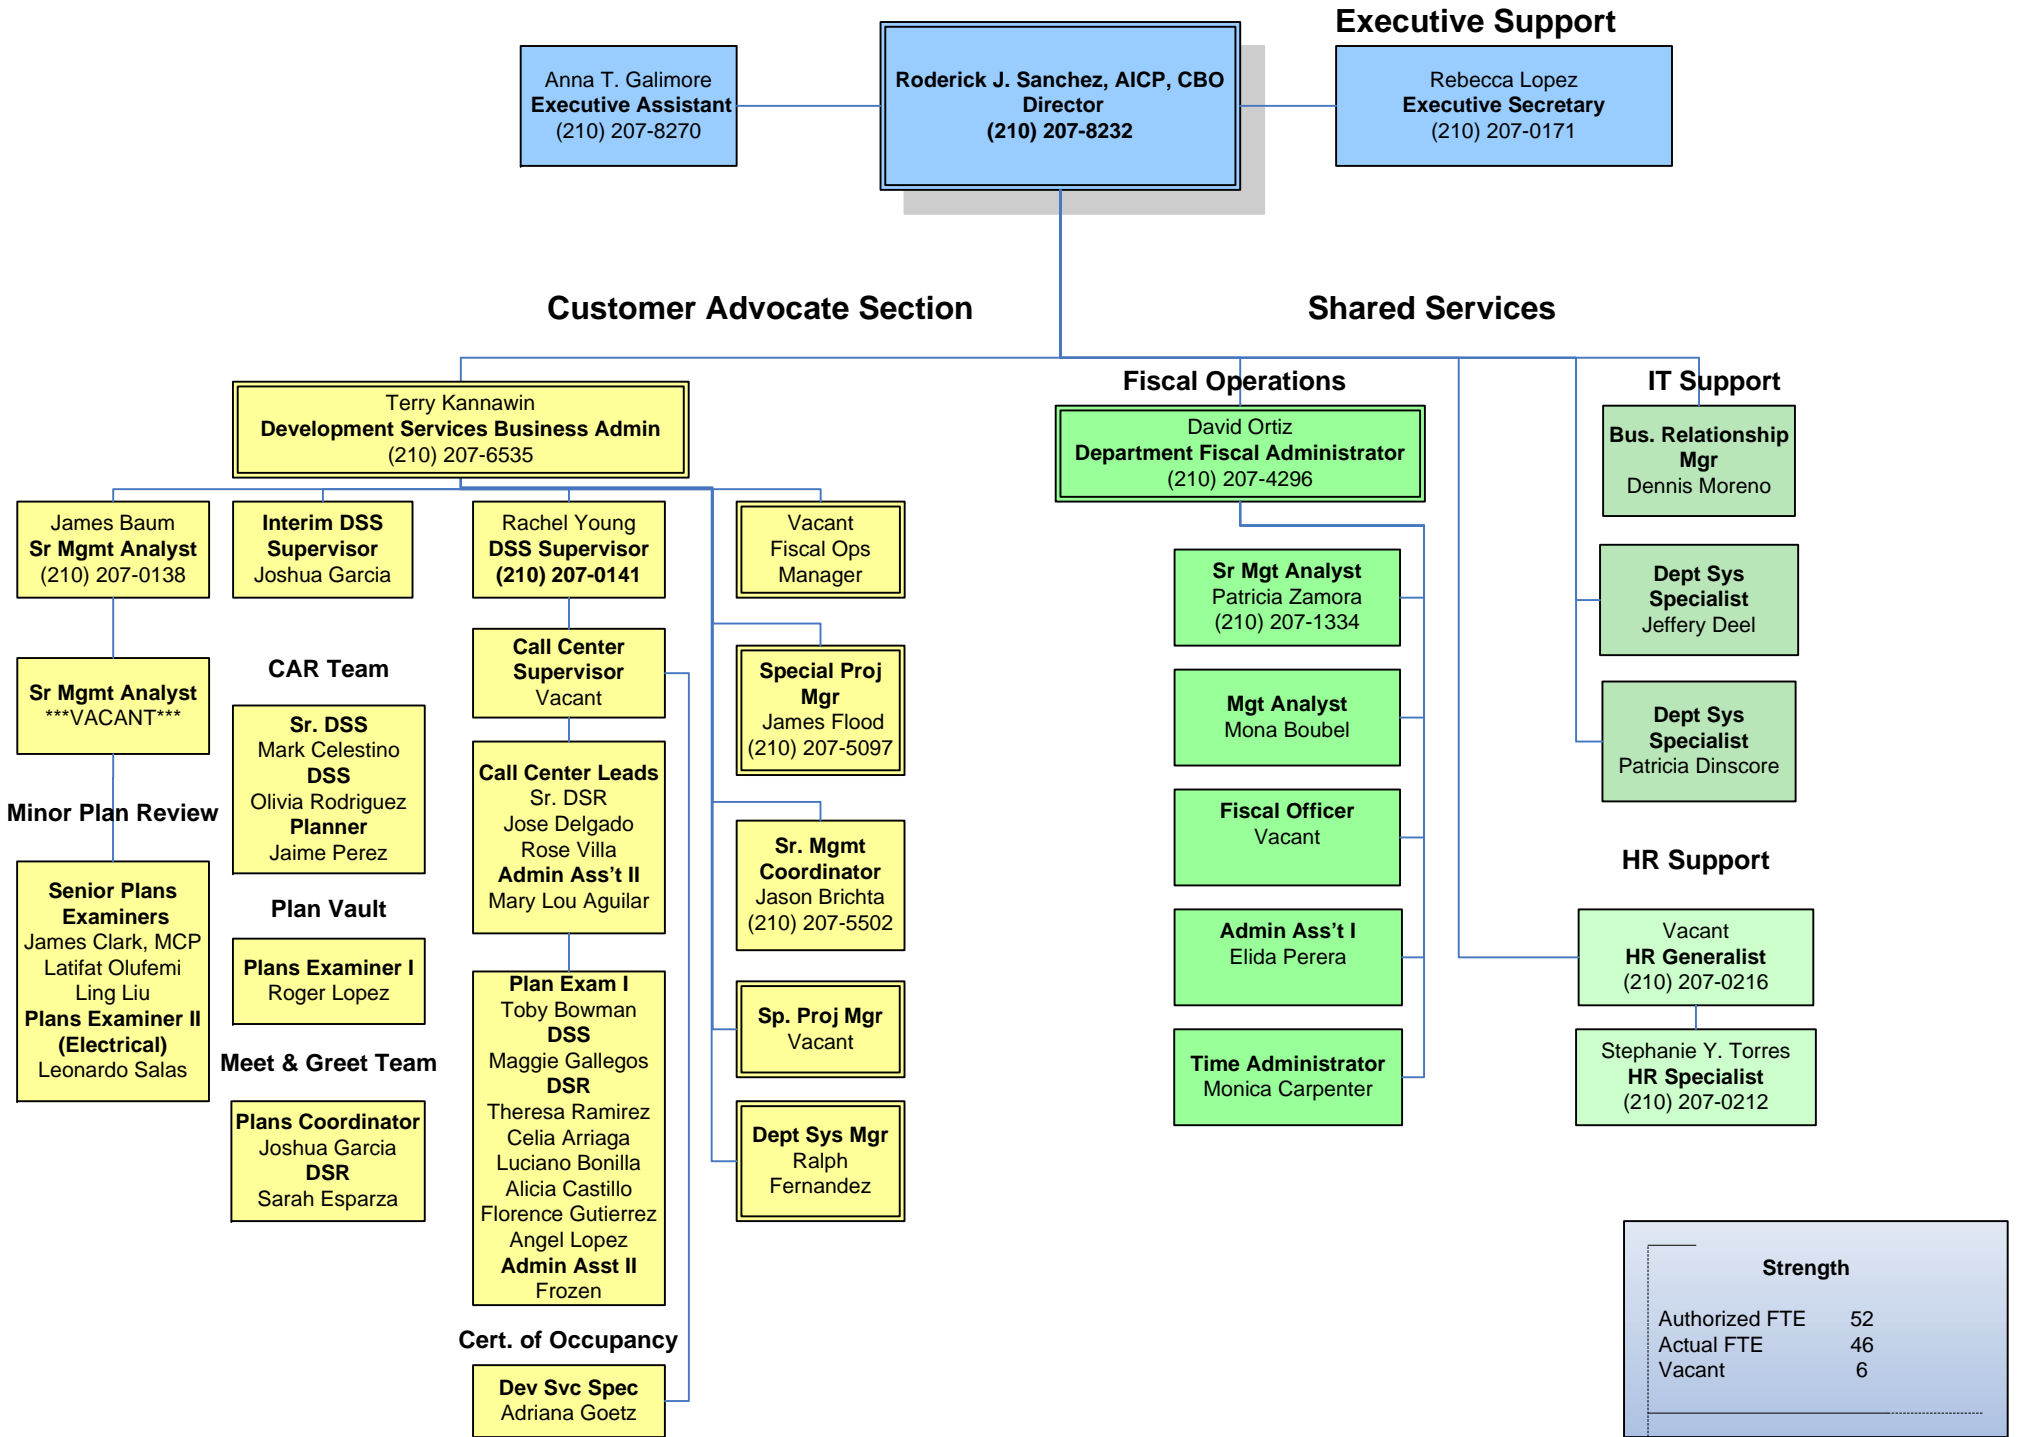 Executive Support
Anna T. Galimore
Executive Assistant
(210) 207-8270
Roderick J. Sanchez, AICP, CBO
Director
(210) 207-8232
Rebecca Lopez
Executive Secretary
(210) 207-0171
Customer Advocate Section
Shared Services
Terry Kannawin
Development Services Business Admin
(210) 207-6535
James Baum
Sr Mgmt Analyst
(210) 207-0138
Sr Mgmt Analyst
***VACANT***
Minor Plan Review
Senior Plans
Examiners
James Clark, MCP
Latifat Olufemi
Ling Liu
Plans Examiner II
(Electrical)
Leonardo Salas
Interim DSS
Supervisor
Joshua Garcia
CAR Team
Sr. DSS
Mark Celestino
DSS
Olivia Rodriguez
Planner
Jaime Perez
Plan Vault
Plans Examiner I
Roger Lopez
Meet & Greet Team
Plans Coordinator
Joshua Garcia
DSR
Sarah Esparza
Rachel Young
DSS Supervisor
(210) 207-0141
Call Center
Supervisor
Vacant
Call Center Leads
Sr. DSR
Jose Delgado
Rose Villa
Admin Ass't II
Mary Lou Aguilar
Plan Exam I
Toby Bowman
DSS
Maggie Gallegos
DSR
Theresa Ramirez
Celia Arriaga
Luciano Bonilla
Alicia Castillo
Florence Gutierrez
Angel Lopez
Admin Asst II
Frozen
Cert. of Occupancy
Dev Svc Spec
Adriana Goetz
Vacant
Fiscal Ops
Manager
Special Proj
Mgr
James Flood
(210) 207-5097
Sr. Mgmt
Coordinator
Jason Brichta
(210) 207-5502
Sp. Proj Mgr
Vacant
Dept Sys Mgr
Ralph
Fernandez
Fiscal Operations
David Ortiz
Department Fiscal Administrator
(210) 207-4296
Sr Mgt Analyst
Patricia Zamora
(210) 207-1334
Mgt Analyst
Mona Boubel
Fiscal Officer
Vacant
Admin Ass't I
Elida Perera
Time Administrator
Monica Carpenter
IT Support
Bus. Relationship
Mgr
Dennis Moreno
Dept Sys
Specialist
Jeffery Deel
Dept Sys
Specialist
Patricia Dinscore
HR Support
Vacant
HR Generalist
(210) 207-0216
Stephanie Y. Torres
HR Specialist
(210) 207-0212
Strength
Authorized FTE 52
Actual FTE 46
Vacant 6